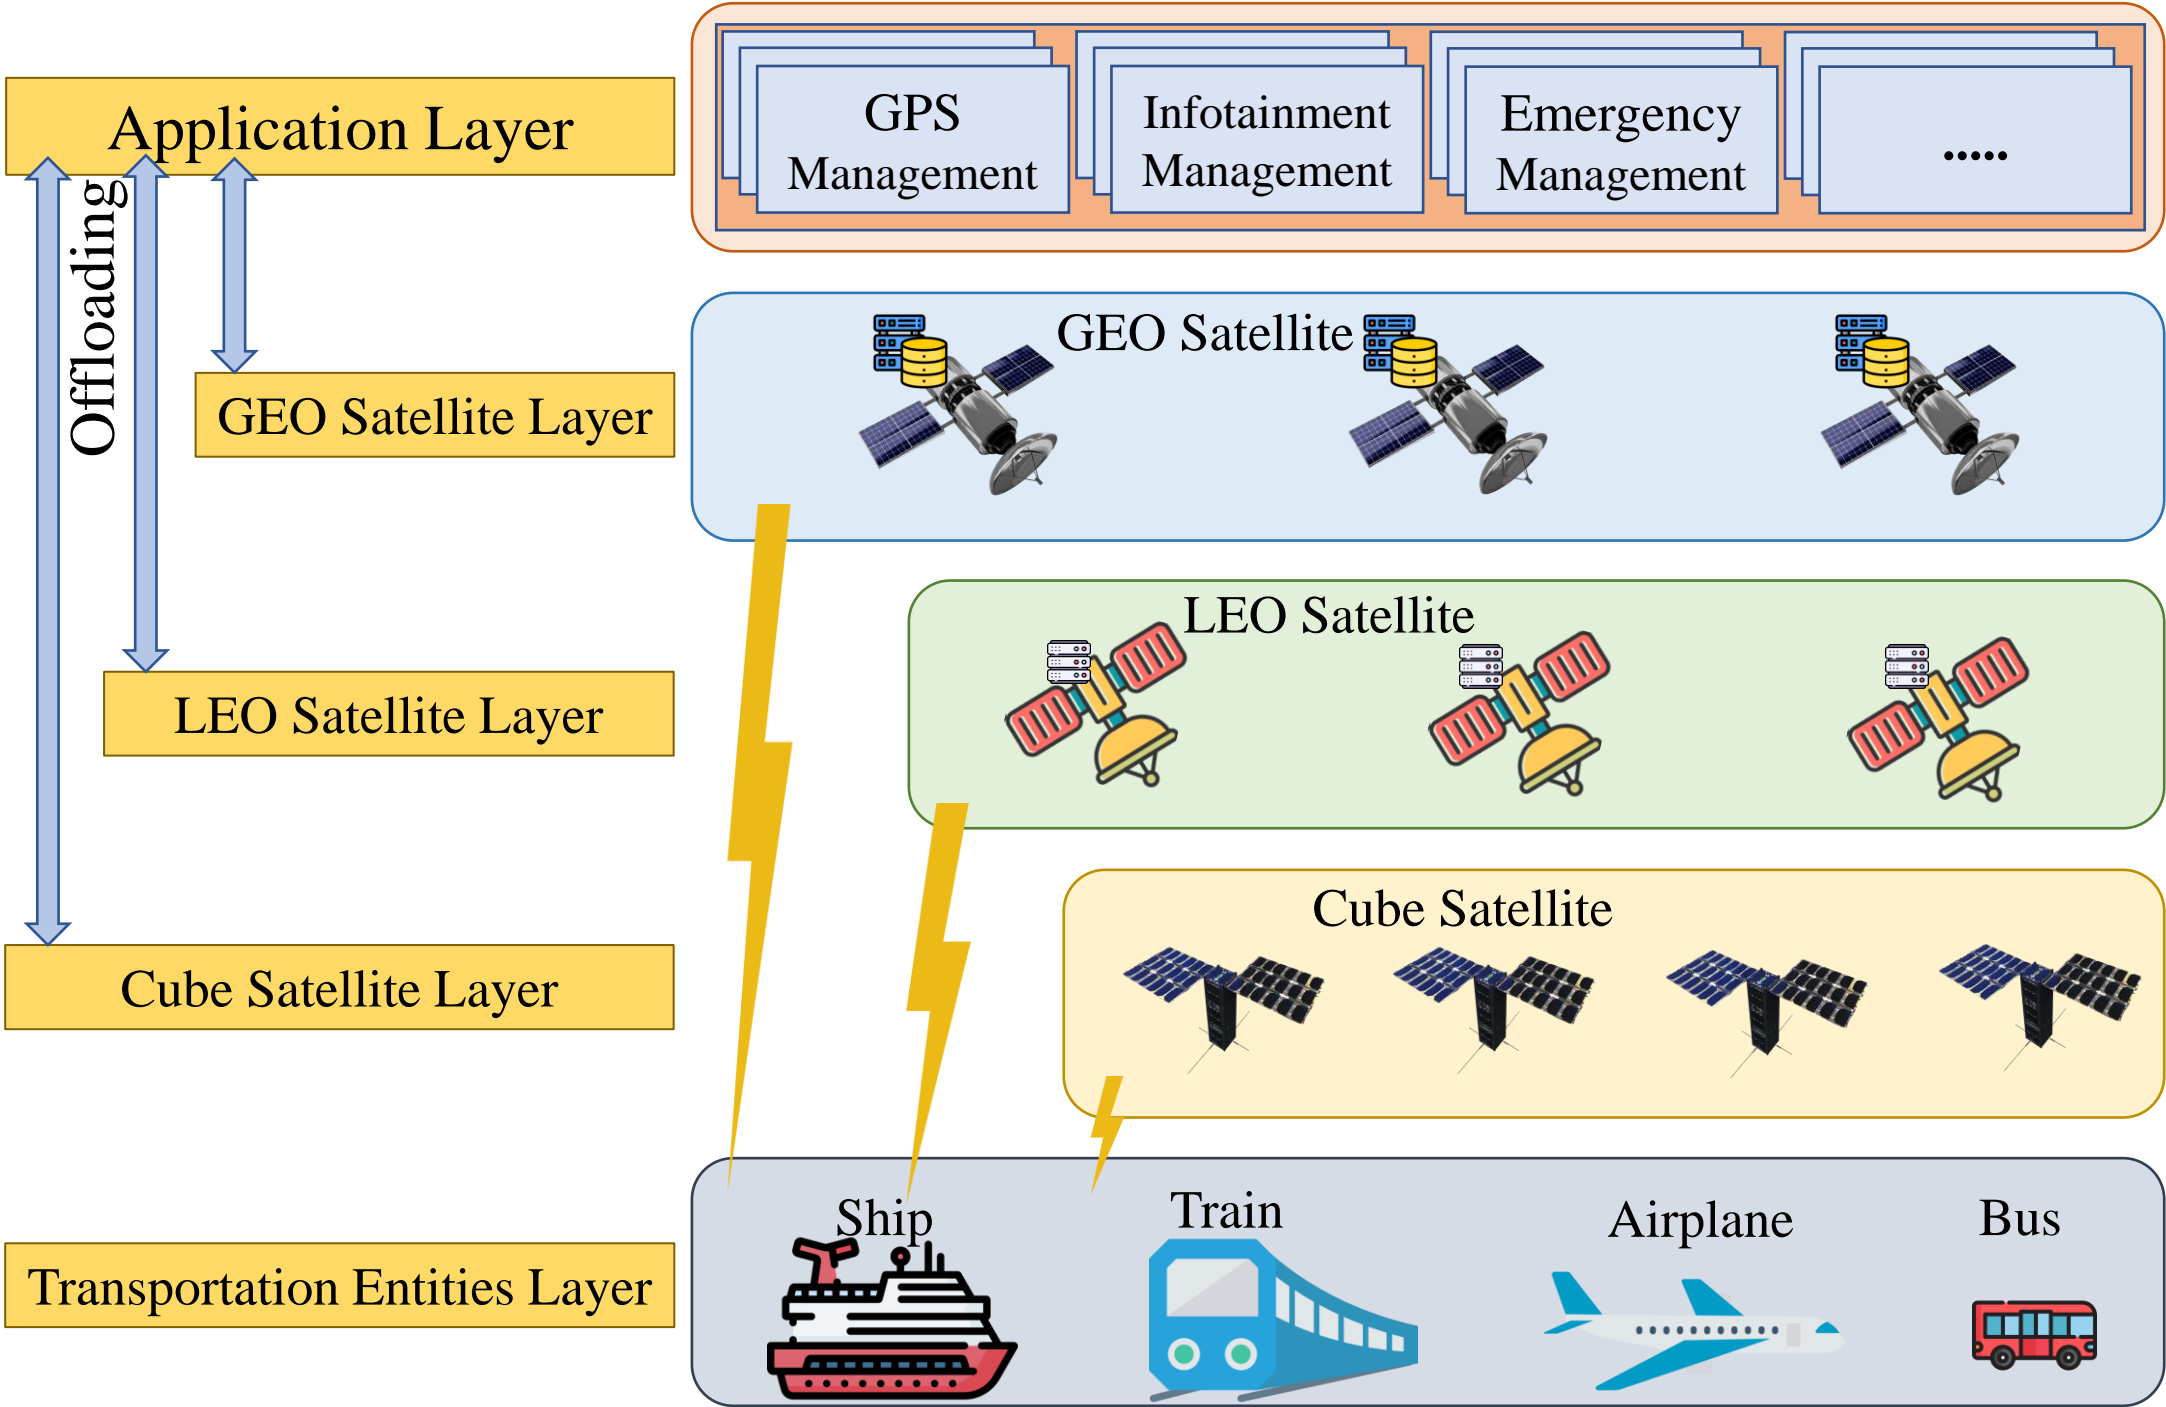 Application Layer
GPS
Management
Infotainment
Management
Emergency
Management
.....
Offloading
GEO Satellite Layer
GEO Satellite
LEO Satellite Layer
LEO Satellite
Cube Satellite Layer
Cube Satellite
Transportation Entities Layer
Ship
Train
Airplane
Bus